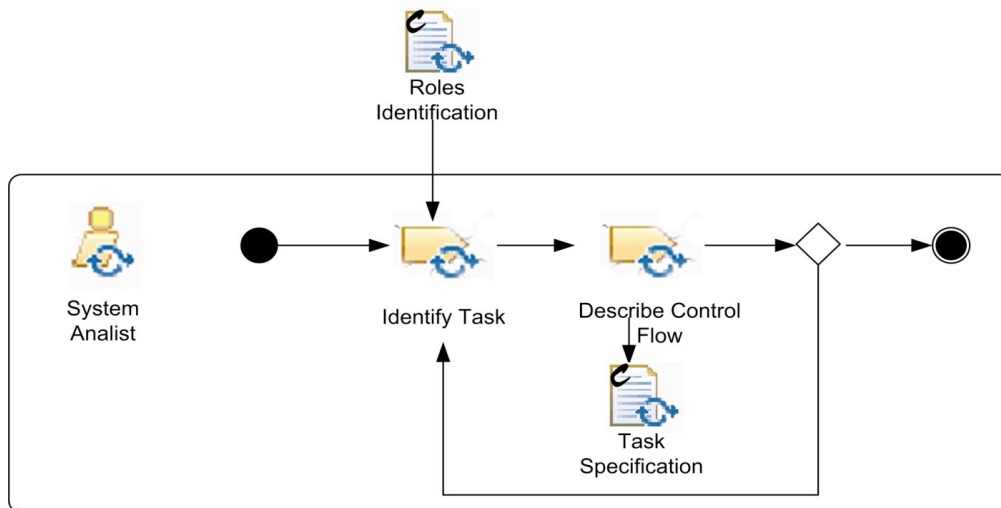 C
Roles
Identification
System
Analist
Identify Task
Describe Control
Flow
C
Task
Specification